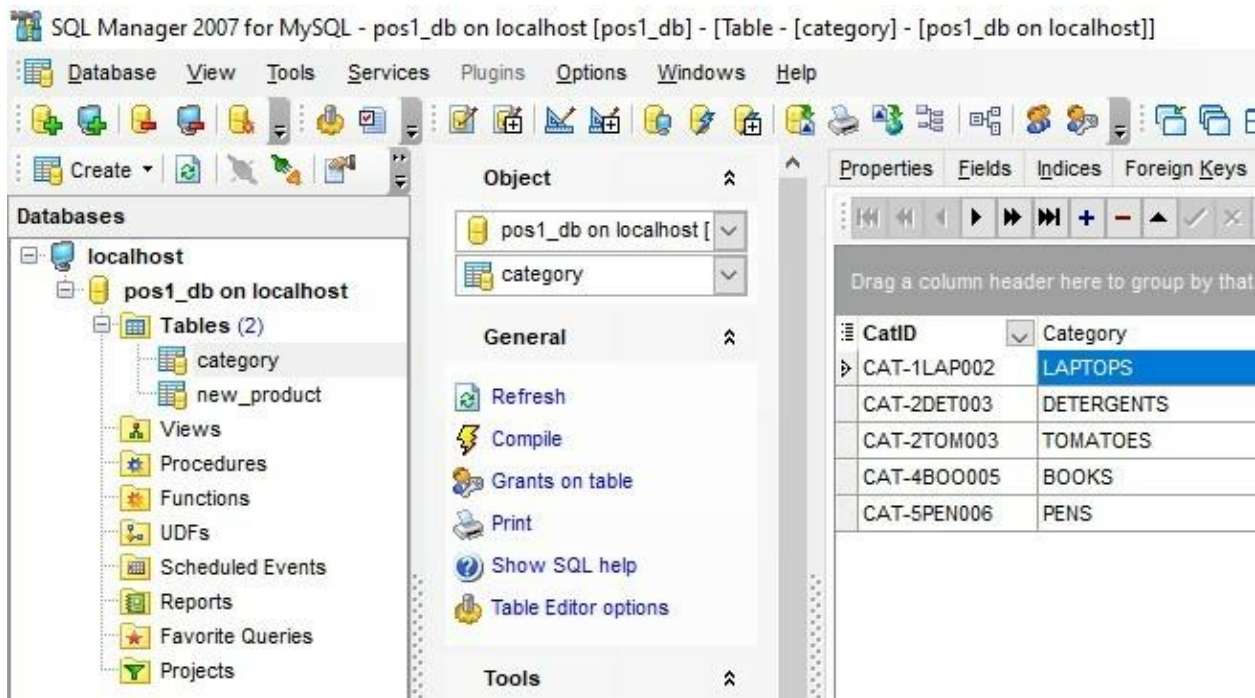 SQL Manager 2007 for MySQL - pos1_db on localhost [pos1_db] - [Table - [category] - [pos1_db on localhost]]
Database View Tools Services Plugins Options Windows Help
Create
Databases
localhost
pos1_db on localhost
Tables (2)
category
new_product
Views
Procedures
Functions
UDFs
Scheduled Events
Reports
Favorite Queries
Projects
Object
pos1_db on localhost [
category
General
Refresh
Compile
Grants on table
Print
Show SQL help
Table Editor options
Tools
Properties Fields Indices Foreign Keys
Drag a column header here to group by that
CatID Category
CAT-1LAP002 LAPTOPS
CAT-2DET003 DETERGENTS
CAT-2TOM003 TOMATOES
CAT-4BOO005 BOOKS
CAT-5PEN006 PENS